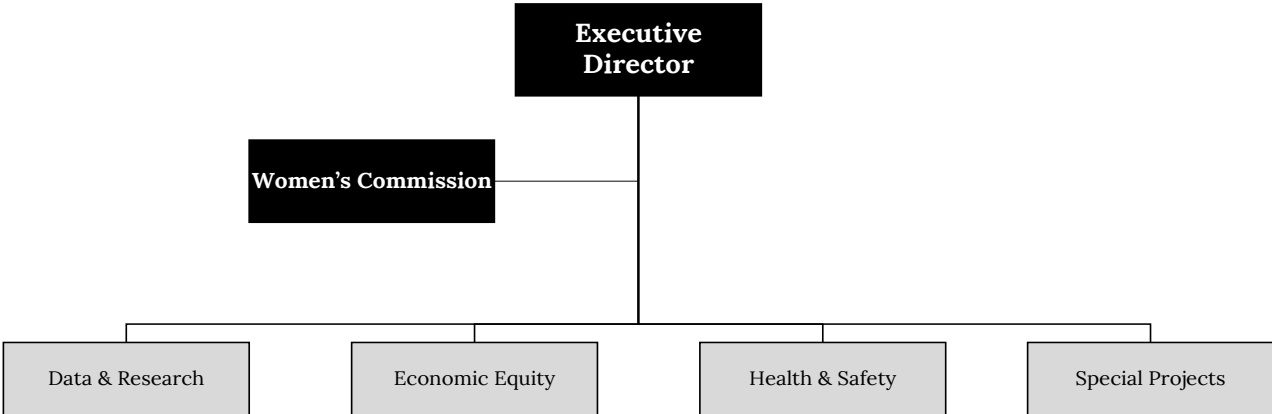 Executive
Director
Women’s Commission
Data & Research
Economic Equity
Health & Safety
Special Projects